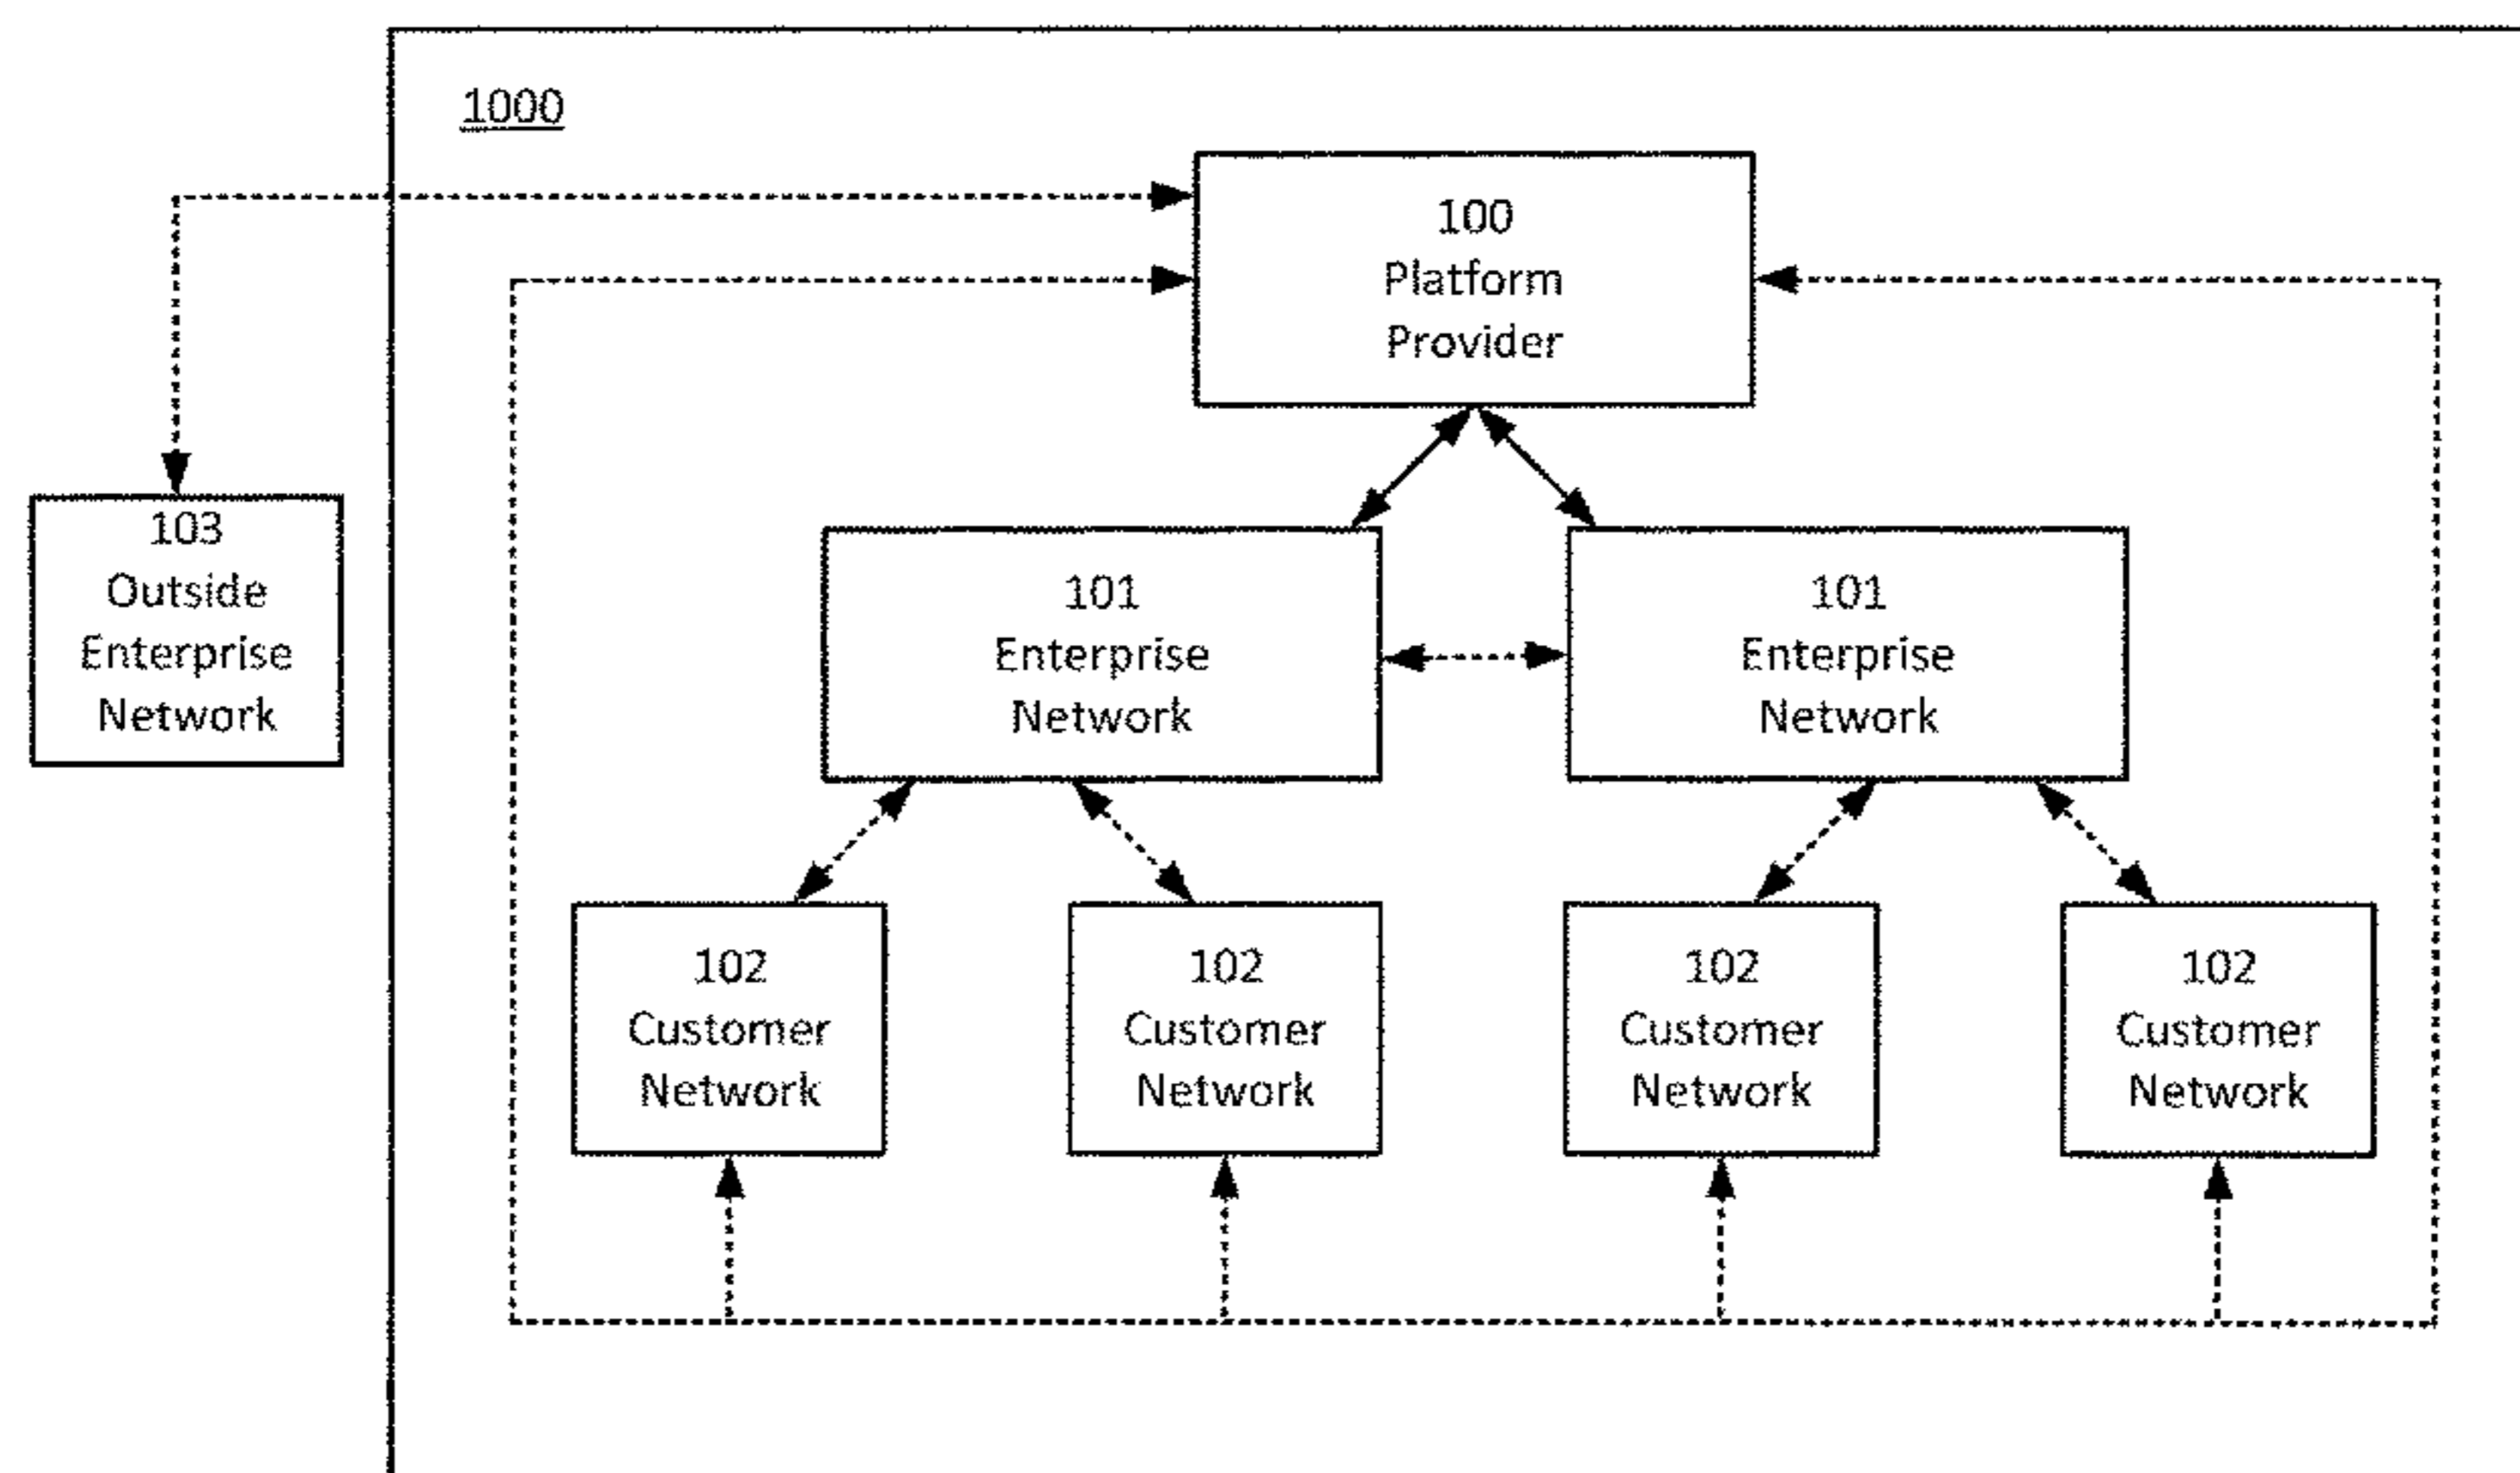 1000
100
Platform
Provider
103
Outside
Enterprise
Network
101
Enterprise
Network
101
Enterprise
Network
102
Customer
Network
102
Customer
Network
102
Customer
Network
102
Customer
Network